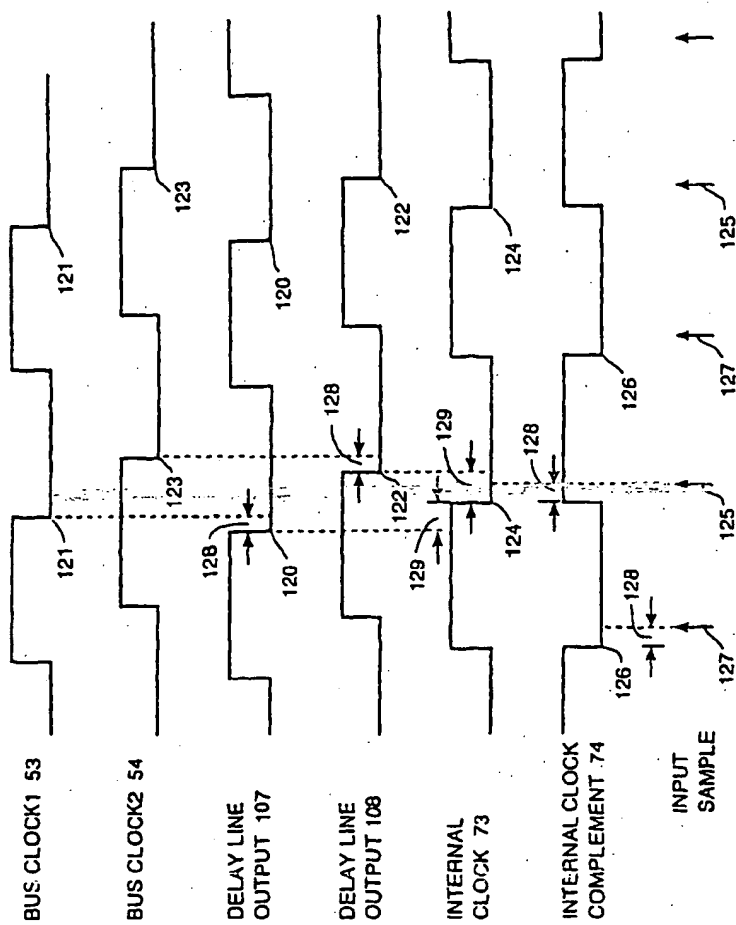 BUS CLOCK1 53
121
121
BUS CLOCK2 54
123
123
DELAY LINE
OUTPUT 107
128
120
120
DELAY LINE
OUTPUT 108
128
122
122
INTERNAL
CLOCK 73
129
129
124
124
INTERNAL CLOCK
COMPLEMENT 74
128
126
126
128
INPUT
SAMPLE
127
125
127
125